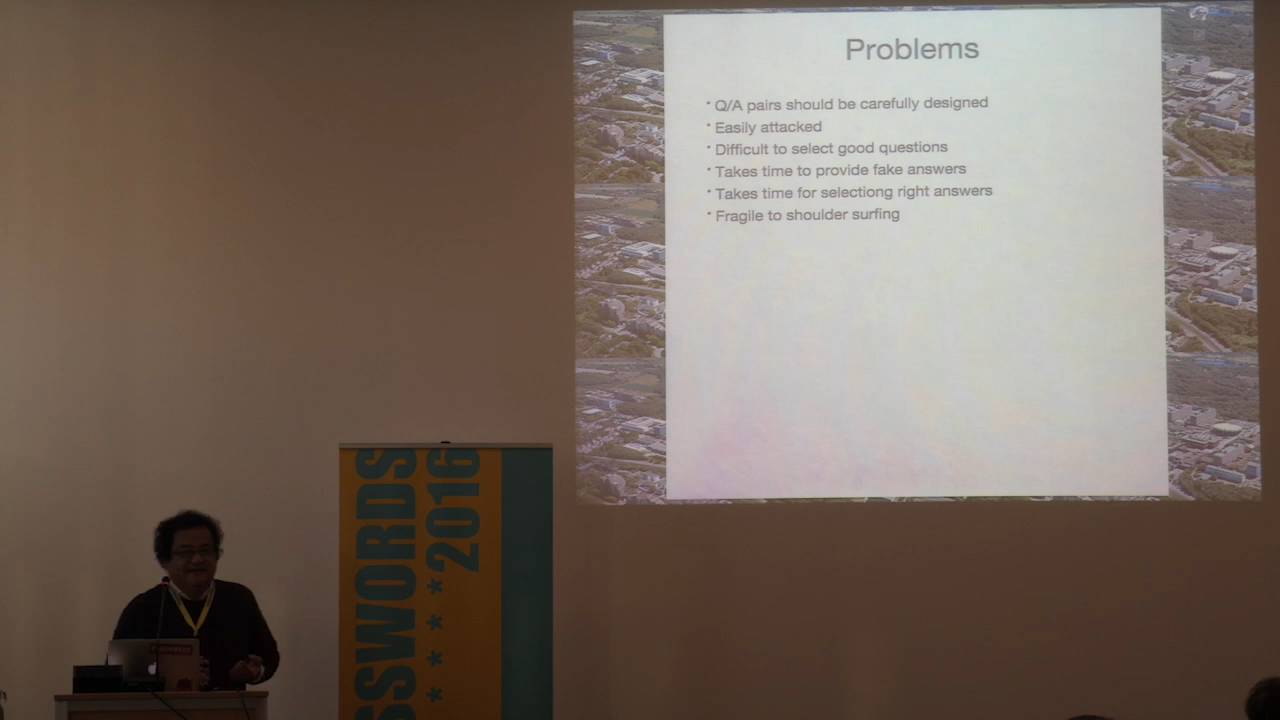 Problems
• Q/A pairs should be carefully designed
• Easily attacked
• Difficult to select good questions
• Takes time to provide fake answers
• Takes time for selectiong right answers
• Fragile to shoulder surfing
SSWORDS
* * * * 2016